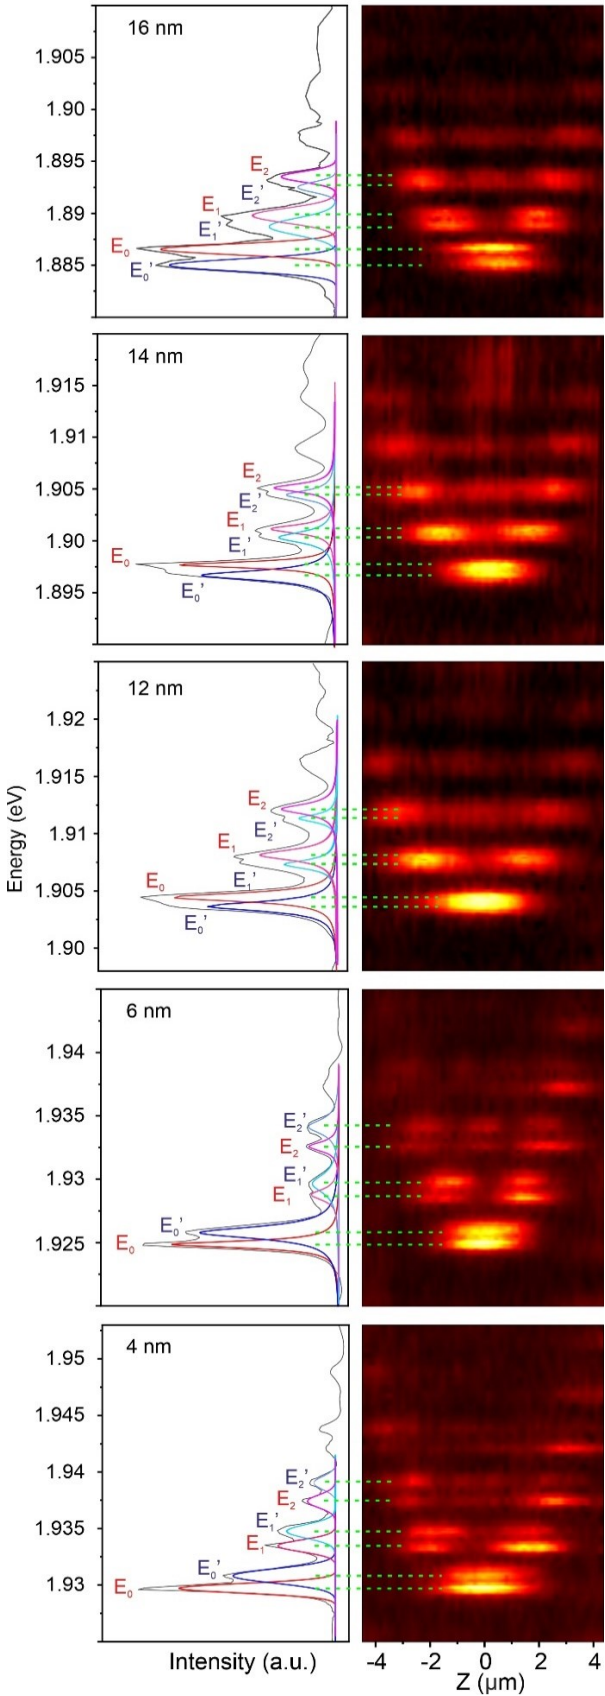 16 nm
1.905
1.90
1.895
1.89
1.885
E₂
E₂'
E₁
E₁'
E₀
E₀'
14 nm
1.915
1.91
1.905
1.90
1.895
E₂
E₂'
E₁
E₁'
E₀
E₀'
12 nm
1.92
1.915
1.91
1.905
1.90
E₂
E₂'
E₁
E₁'
E₀
E₀'
Energy (eV)
6 nm
1.94
1.935
1.93
1.925
E₂'
E₂
E₁'
E₁
E₀'
E₀
4 nm
1.95
1.945
1.94
1.935
1.93
E₂'
E₂
E₁'
E₁
E₀'
E₀
Intensity (a.u.)
-4 -2 0 2 4
Z (μm)